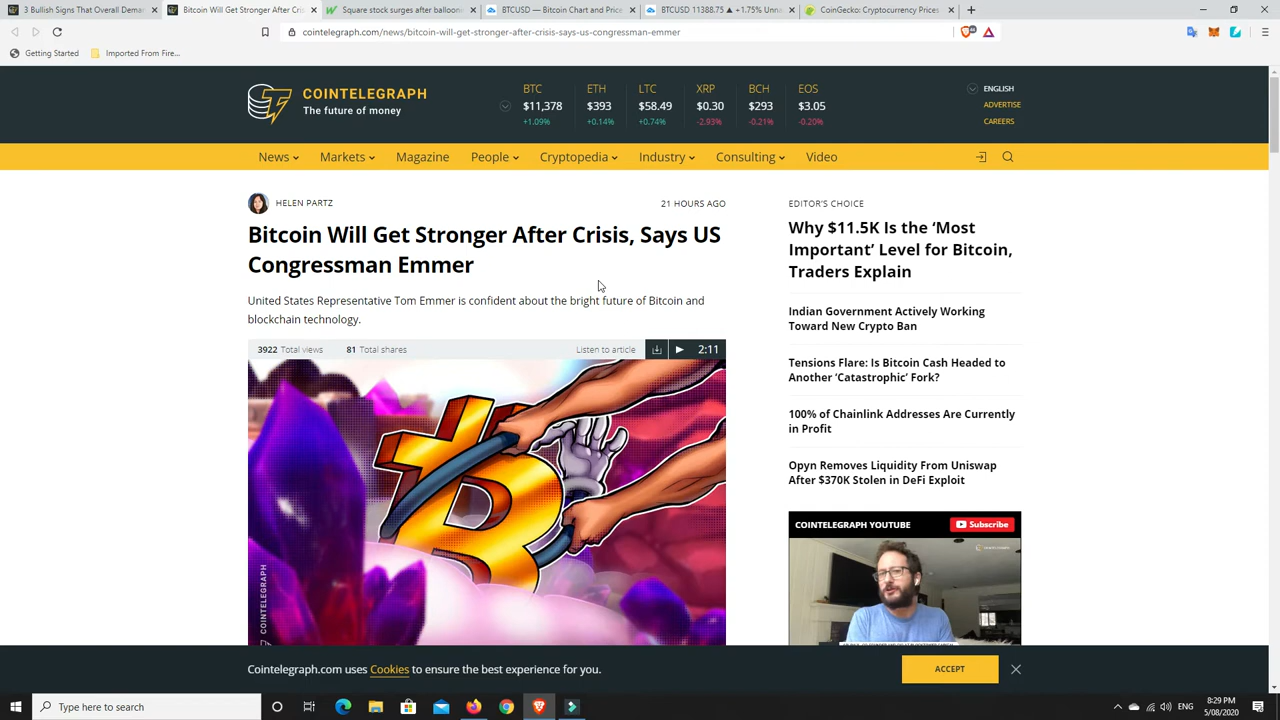 3 Bullish Signs That Overall Demand
Bitcoin Will Get Stronger After Cris
Square stock surges after balloone
BTCUSD — Bitcoin Chart and Price
BTCUSD 11388.75 ▲ +1.75% Unna
CoinGecko: Cryptocurrency Prices
cointelegraph.com/news/bitcoin-will-get-stronger-after-crisis-says-us-congressman-emmer
Getting Started
Imported From Fire...
COINTELEGRAPH
The future of money
BTC ETH LTC XRP BCH EOS
$11,378 $393 $58.49 $0.30 $293 $3.05
+1.09% +0.14% +0.74% -2.93% -0.21% -0.20%
ENGLISH
ADVERTISE
CAREERS
News Markets Magazine People Cryptopedia Industry Consulting Video
HELEN PARTZ
21 HOURS AGO
Bitcoin Will Get Stronger After Crisis, Says US
Congressman Emmer
United States Representative Tom Emmer is confident about the bright future of Bitcoin and
blockchain technology.
3922 Total views 81 Total shares Listen to article 2:11
COINTELEGRAPH
EDITOR'S CHOICE
Why $11.5K Is the ‘Most
Important’ Level for Bitcoin,
Traders Explain
Indian Government Actively Working
Toward New Crypto Ban
Tensions Flare: Is Bitcoin Cash Headed to
Another ‘Catastrophic’ Fork?
100% of Chainlink Addresses Are Currently
in Profit
Opyn Removes Liquidity From Uniswap
After $370K Stolen in DeFi Exploit
COINTELEGRAPH YOUTUBE
Subscribe
Cointelegraph.com uses Cookies to ensure the best experience for you.
ACCEPT
Type here to search
ENG
8:29 PM
5/08/2020